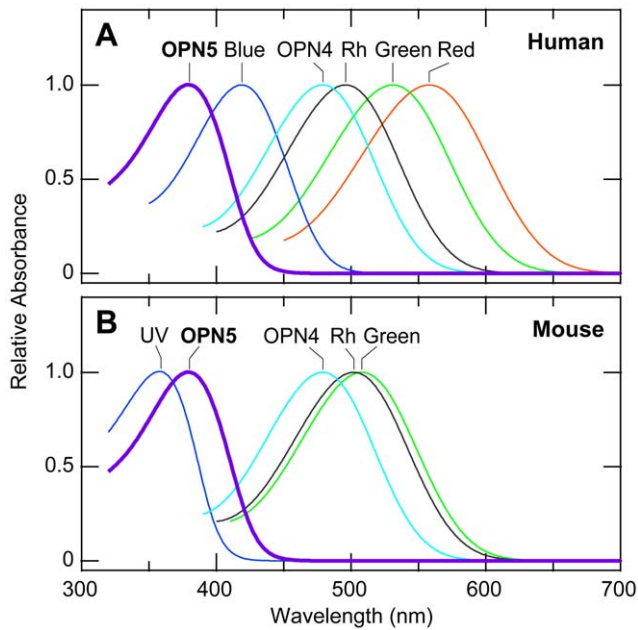 A
OPN5 Blue OPN4 Rh Green Red
Human
1.0
0.5
0
Relative Absorbance
B
UV OPN5 OPN4 Rh Green
Mouse
1.0
0.5
0
300 400 500 600 700
Wavelength (nm)